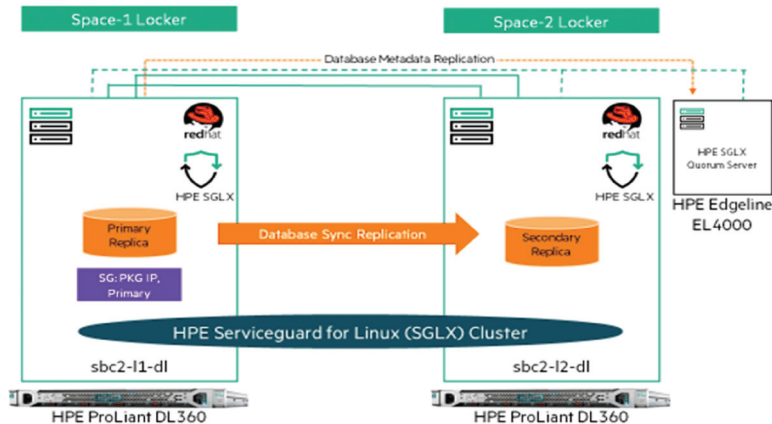 Space-1 Locker
Space-2 Locker
Database Metadata Replication
redhat
redhat
HPE SGLX
Quorum Server
HPE SGLX
HPE SGLX
HPE Edgeline
EL4000
Primary
Replica
Database Sync Replication
Secondary
Replica
SG: PKG IP,
Primary
HPE Serviceguard for Linux (SGLX) Cluster
sbc2-l1-dl
sbc2-l2-dl
HPE ProLiant DL360
HPE ProLiant DL360